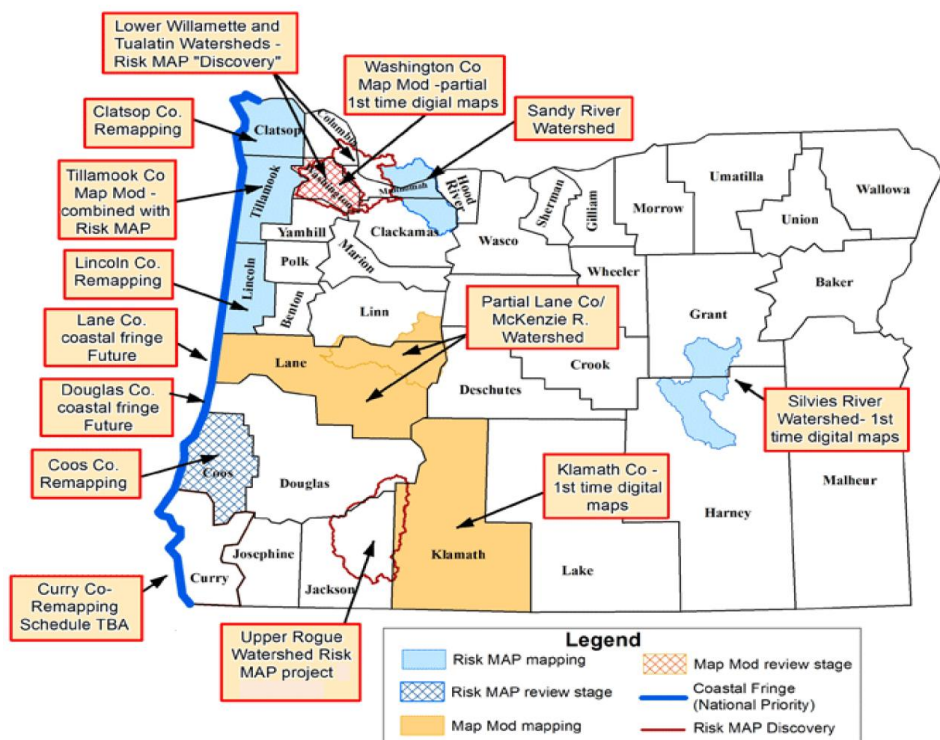 Lower Willamette and
Tualatin Watersheds -
Risk MAP "Discovery"
Washington Co
Map Mod -partial
1st time digial maps
Sandy River
Watershed
Clatsop Co.
Remapping
Tillamook Co
Map Mod -
combined with
Risk MAP
Lincoln Co.
Remapping
Lane Co.
coastal fringe
Future
Douglas Co.
coastal fringe
Future
Coos Co.
Remapping
Curry Co-
Remapping
Schedule TBA
Upper Rogue
Watershed Risk
MAP project
Partial Lane Co/
McKenzie R.
Watershed
Klamath Co -
1st time digital
maps
Silvies River
Watershed- 1st
time digital maps
Clatsop
Columbia
Tillamook
Washington
Multnomah
Hood
River
Sherman
Gilliam
Morrow
Umatilla
Union
Wallowa
Yamhill
Clackamas
Wasco
Polk
Marion
Wheeler
Grant
Baker
Lincoln
Benton
Linn
Lane
Deschutes
Crook
Coos
Douglas
Klamath
Harney
Malheur
Curry
Josephine
Jackson
Lake
Legend
Risk MAP mapping
Risk MAP review stage
Map Mod mapping
Map Mod review stage
Coastal Fringe
(National Priority)
Risk MAP Discovery